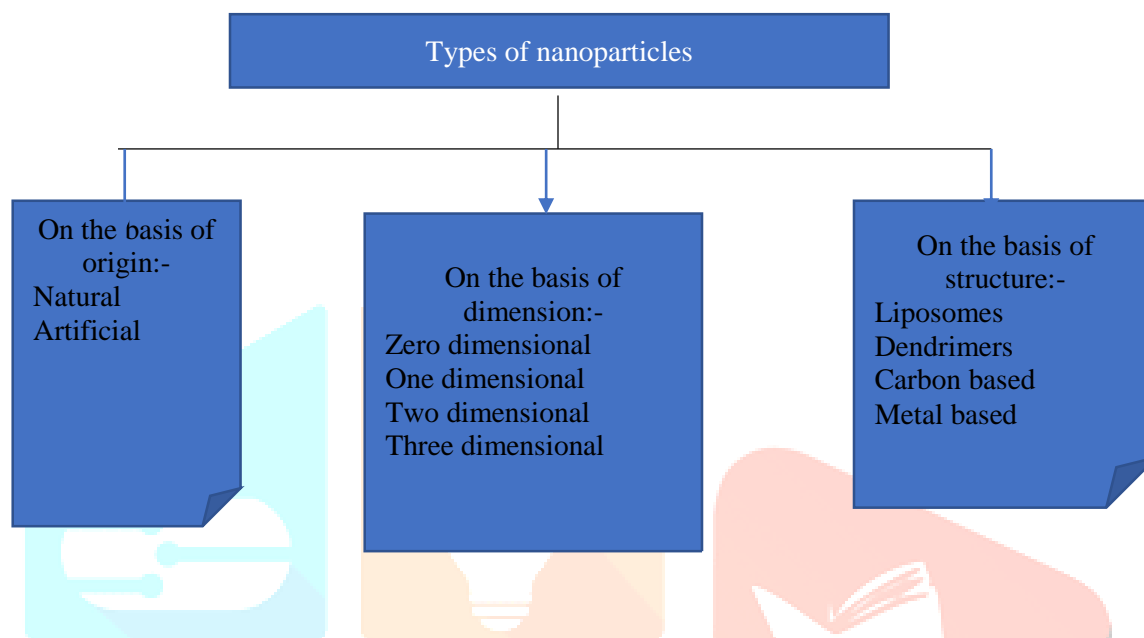 Types of nanoparticles
On the basis of
origin:-
Natural
Artificial
On the basis of
dimension:-
Zero dimensional
One dimensional
Two dimensional
Three dimensional
On the basis of
structure:-
Liposomes
Dendrimers
Carbon based
Metal based